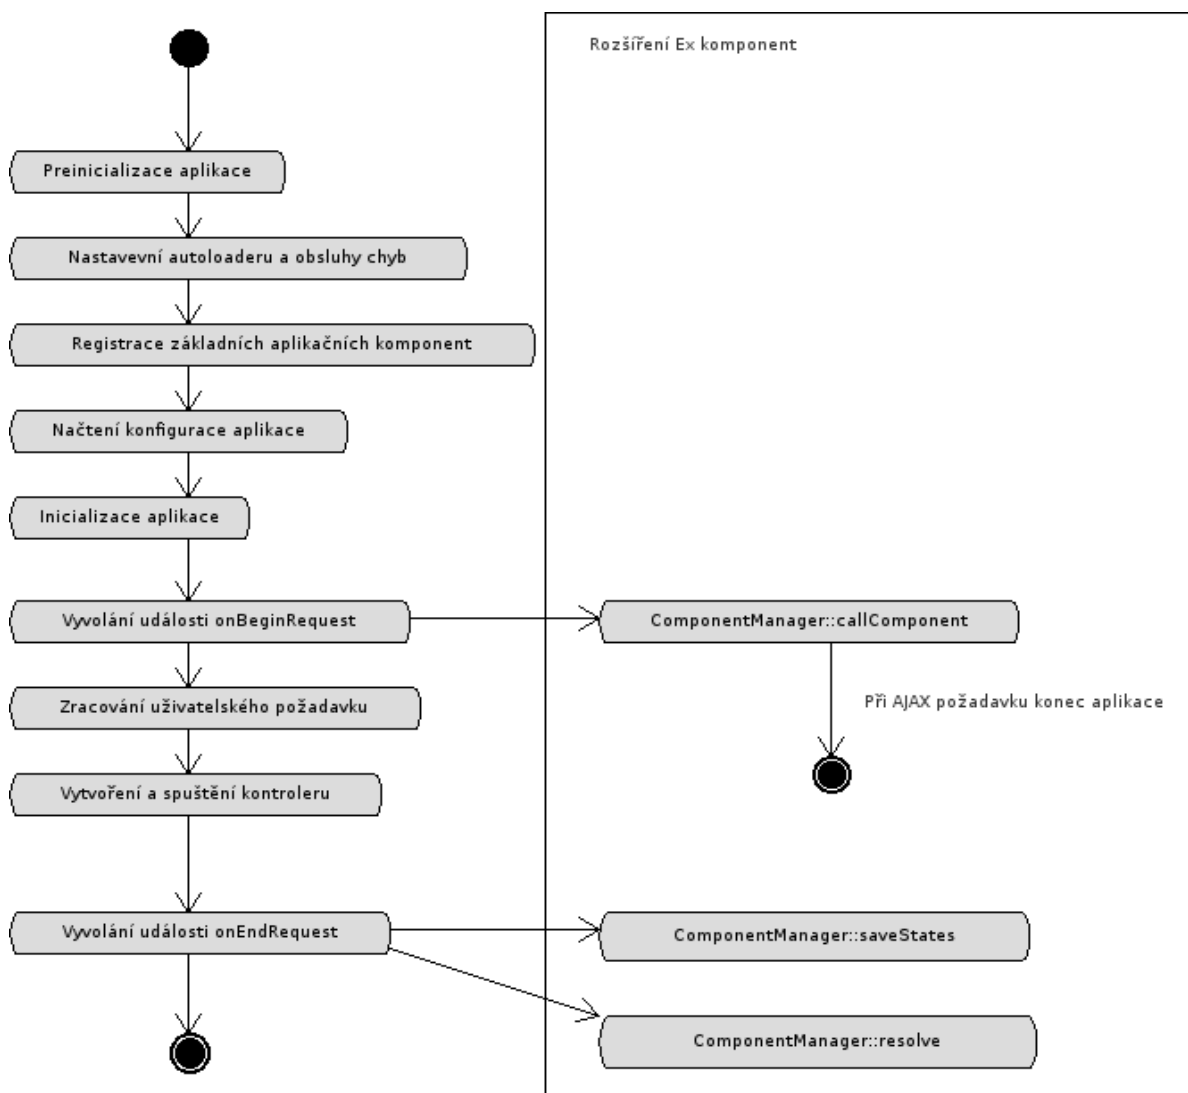 Rozšíření Ex komponent
Preinicializace aplikace
Nastavevní autoloaderu a obsluhy chyb
Registrace základních aplikačních komponent
Načtení konfigurace aplikace
Inicializace aplikace
Vyvolání události onBeginRequest
ComponentManager::callComponent
Zracování uživatelského požadavku
Při AJAX požadavku konec aplikace
Vytvoření a spuštění kontroleru
Vyvolání události onEndRequest
ComponentManager::saveStates
ComponentManager::resolve